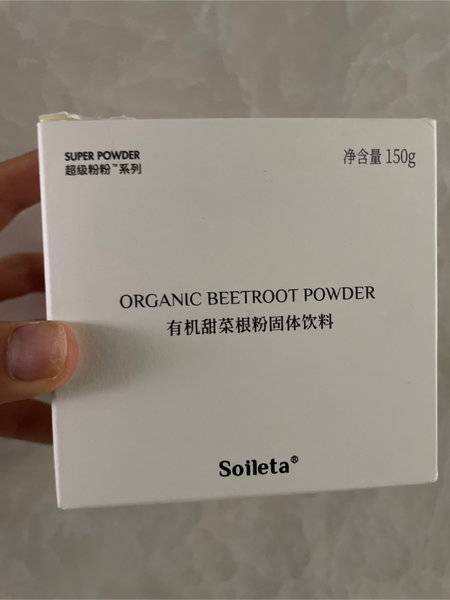 SUPER POWDER
超级粉粉™系列
净含量 150g
ORGANIC BEETROOT POWDER
有机甜菜根粉固体饮料
Soileta®